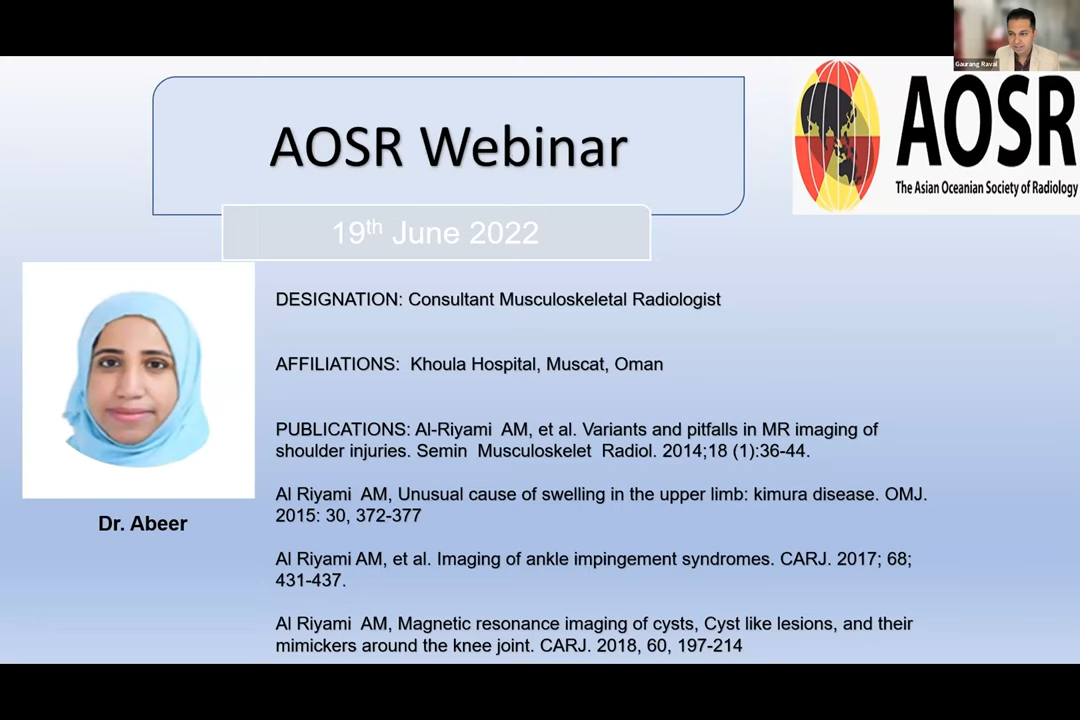 Gaurang Raval
AOSR Webinar
AOSR
The Asian Oceanian Society of Radiology
19th June 2022
DESIGNATION: Consultant Musculoskeletal Radiologist
AFFILIATIONS: Khoula Hospital, Muscat, Oman
PUBLICATIONS: Al-Riyami AM, et al. Variants and pitfalls in MR imaging of
shoulder injuries. Semin Musculoskelet Radiol. 2014;18 (1):36-44.
Al Riyami AM, Unusual cause of swelling in the upper limb: kimura disease. OMJ.
2015: 30, 372-377
Dr. Abeer
Al Riyami AM, et al. Imaging of ankle impingement syndromes. CARJ. 2017; 68;
431-437.
Al Riyami AM, Magnetic resonance imaging of cysts, Cyst like lesions, and their
mimickers around the knee joint. CARJ. 2018, 60, 197-214